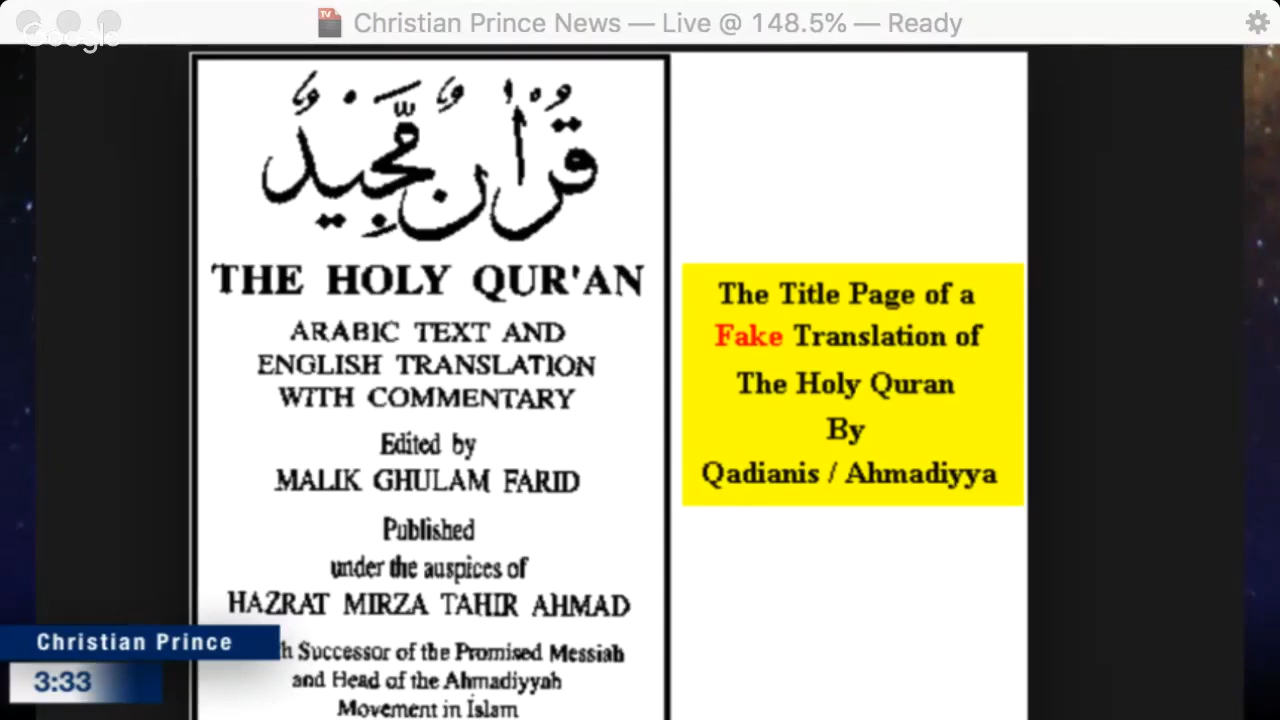 Christian Prince News — Live @ 148.5% — Ready
Google
قُرْاٰنٌ مَّجِيْدٌ
THE HOLY QUR'AN
ARABIC TEXT AND
ENGLISH TRANSLATION
WITH COMMENTARY
Edited by
MALIK GHULAM FARID
Published
under the auspices of
HAZRAT MIRZA TAHIR AHMAD
Successor of the Promised Messiah
and Head of the Ahmadiyyah
Movement in Islam
The Title Page of a
Fake Translation of
The Holy Quran
By
Qadianis / Ahmadiyya
Christian Prince
3:33